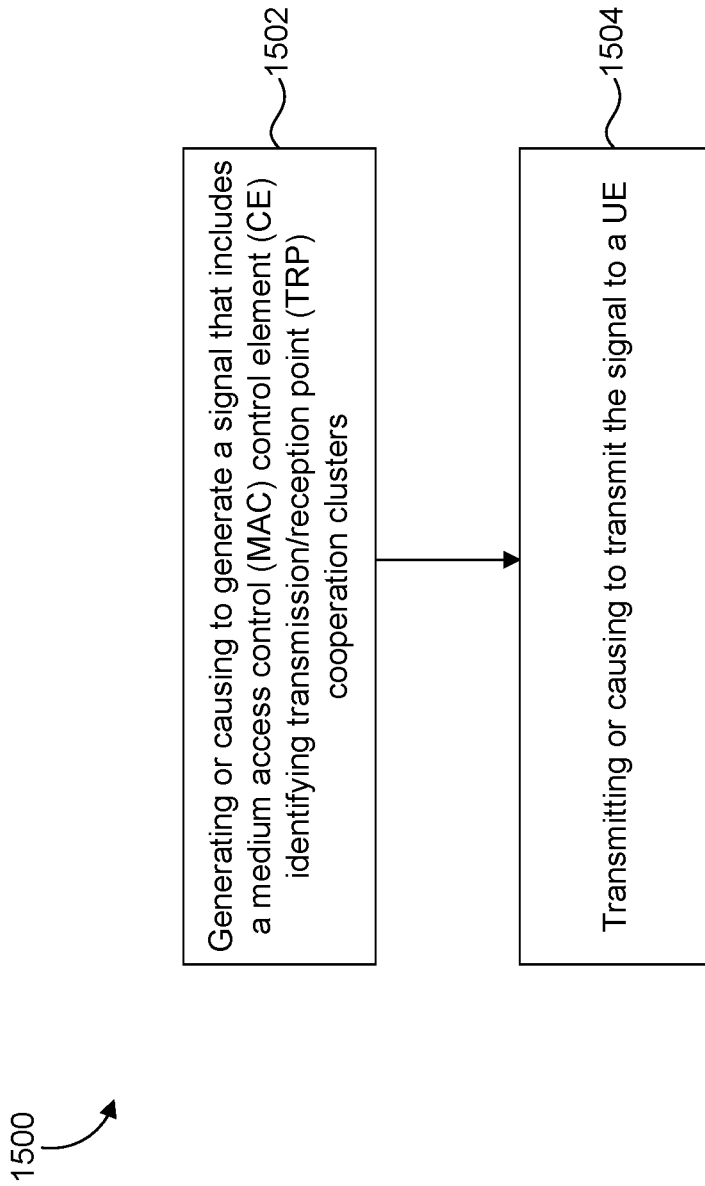 1500
Generating or causing to generate a signal that includes
a medium access control (MAC) control element (CE)
identifying transmission/reception point (TRP)
cooperation clusters
1502
Transmitting or causing to transmit the signal to a UE
1504